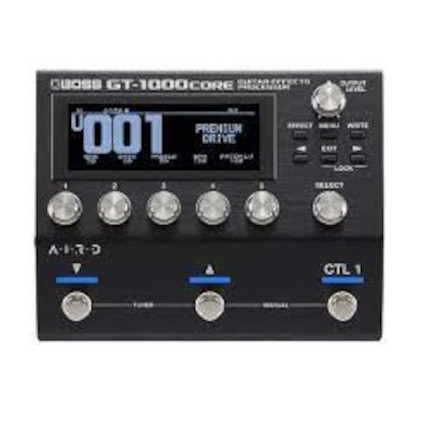 BOSS GT-1000CORE GUITAR EFFECTS PROCESSOR
OUTPUT LEVEL
U001
PREMIUM
DRIVE
EFFECT MENU WRITE
EXIT
LOCK
1 2 3 4 5 SELECT
A·I·R·D
▼ ▲ CTL 1
TUNER MANUAL